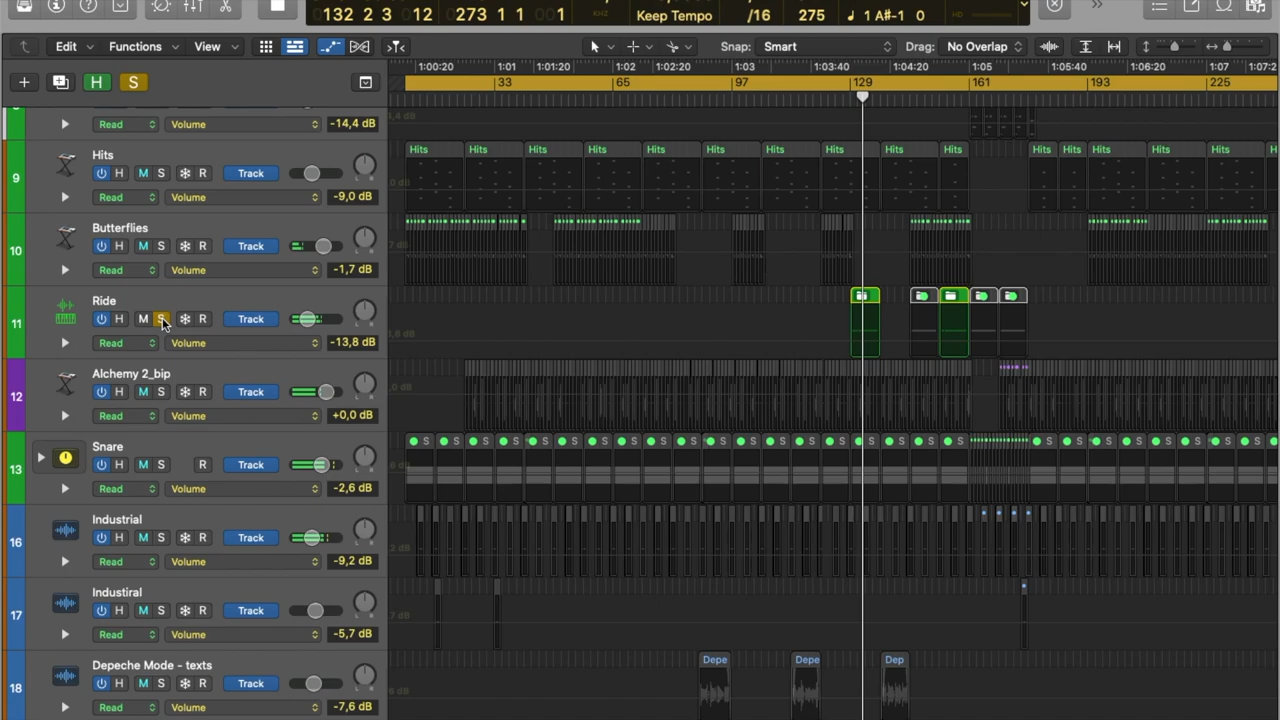 132 2 3 012 273 1 1 001 KHZ Keep Tempo /16 275 ♩ 1 A#-1 0 HD
Edit Functions View Snap: Smart Drag: No Overlap
H S
1:00:20 1:01 1:01:20 1:02 1:02:20 1:03 1:03:40 1:04:20 1:05 1:05:40 1:06:20 1:07 1:07:2
33 65 97 129 161 193 225
Read Volume -14,4 dB
Hits
9 H M S R Track
Read Volume -9,0 dB
Hits Hits Hits Hits Hits Hits Hits Hits Hits Hits Hits Hits Hits Hits Hits H
Butterflies
10 H M S R Track
Read Volume -1,7 dB
Ride
11 H M S R Track
Read Volume -13,8 dB
Alchemy 2_bip
12 H M S R Track
Read Volume +0,0 dB
Snare
13 M S R Track
Read Volume -2,6 dB
S S S S S S S S S S S S S S S S S S S S S S S S S S
Industrial
16 H M S R Track
Read Volume -9,2 dB
Industiral
17 H M S R Track
Read Volume -5,7 dB
Depeche Mode - texts
18 H M S R Track
Read Volume -7,6 dB
Depe Depe Dep